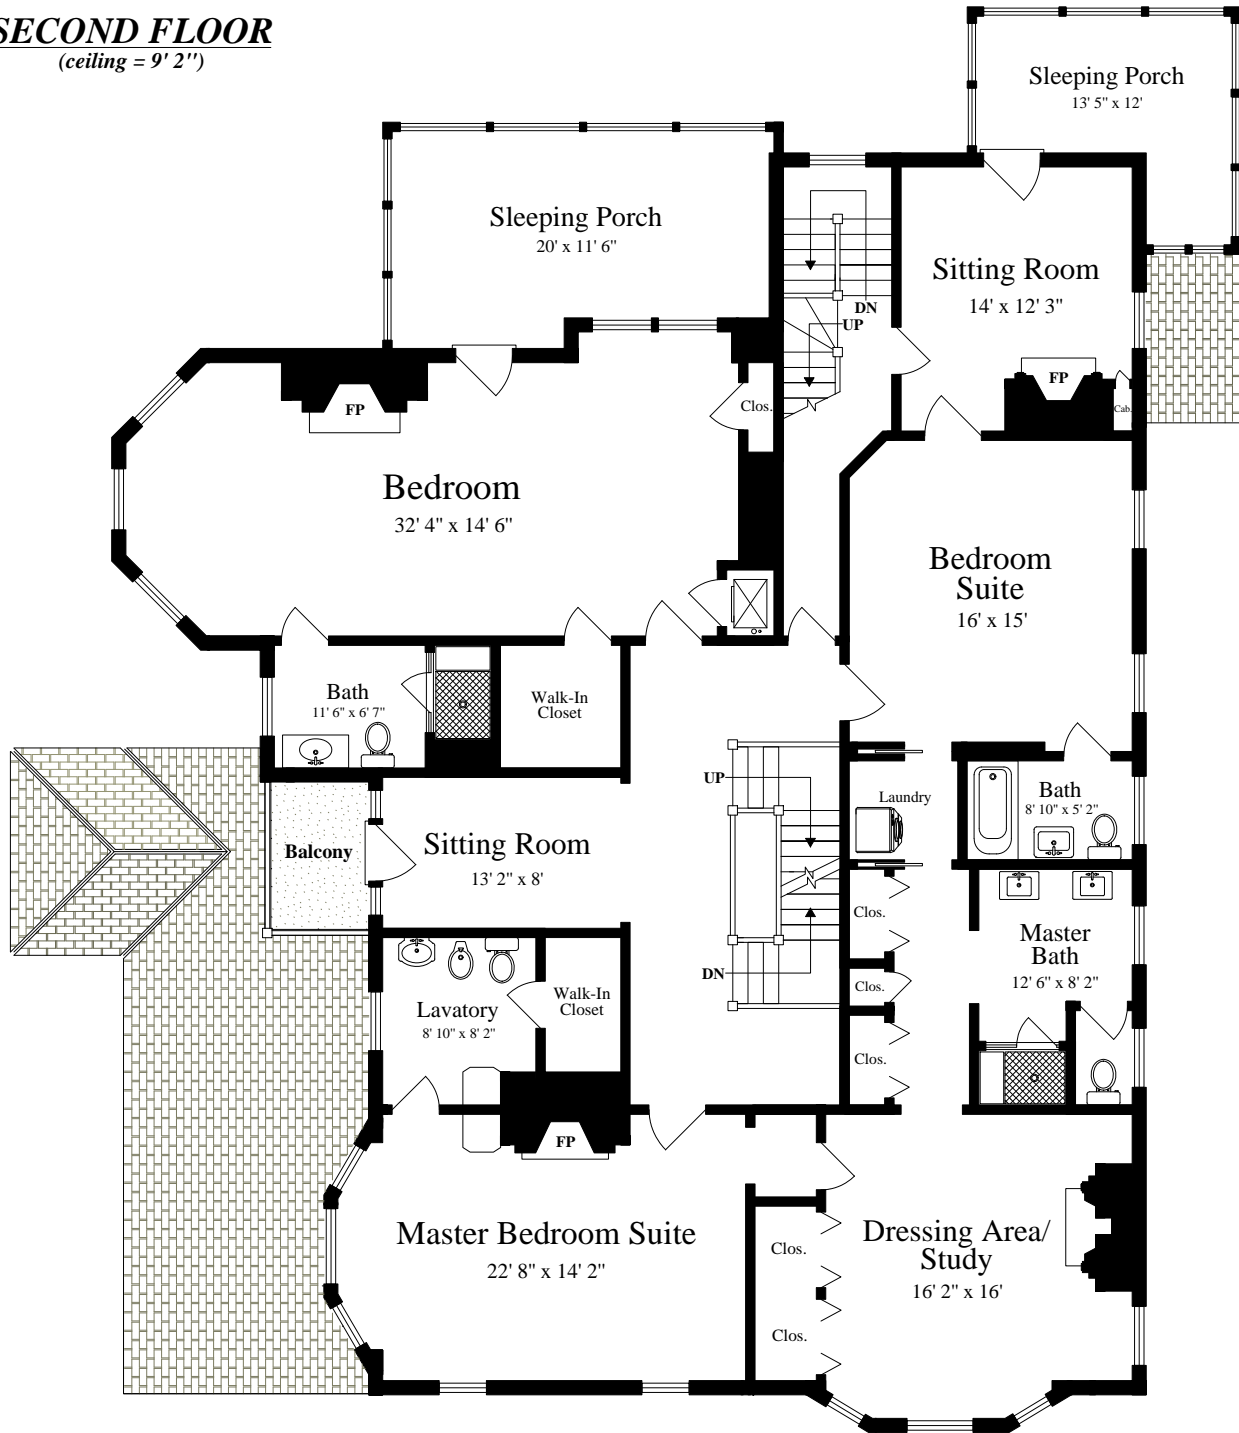 SECOND FLOOR
(ceiling = 9' 2")
Sleeping Porch
13' 5" x 12'
Sleeping Porch
20' x 11' 6"
Sitting Room
14' x 12' 3"
DN
UP
FP
Cab.
FP
Clos.
Bedroom
32' 4" x 14' 6"
Bedroom
Suite
16' x 15'
Bath
11' 6" x 6' 7"
Walk-In
Closet
UP
Laundry
Bath
8' 10" x 5' 2"
Balcony
Sitting Room
13' 2" x 8'
Clos.
Master
Bath
12' 6" x 8' 2"
DN
Clos.
Lavatory
8' 10" x 8' 2"
Walk-In
Closet
Clos.
FP
Master Bedroom Suite
22' 8" x 14' 2"
Clos.
Dressing Area/
Study
16' 2" x 16'
Clos.